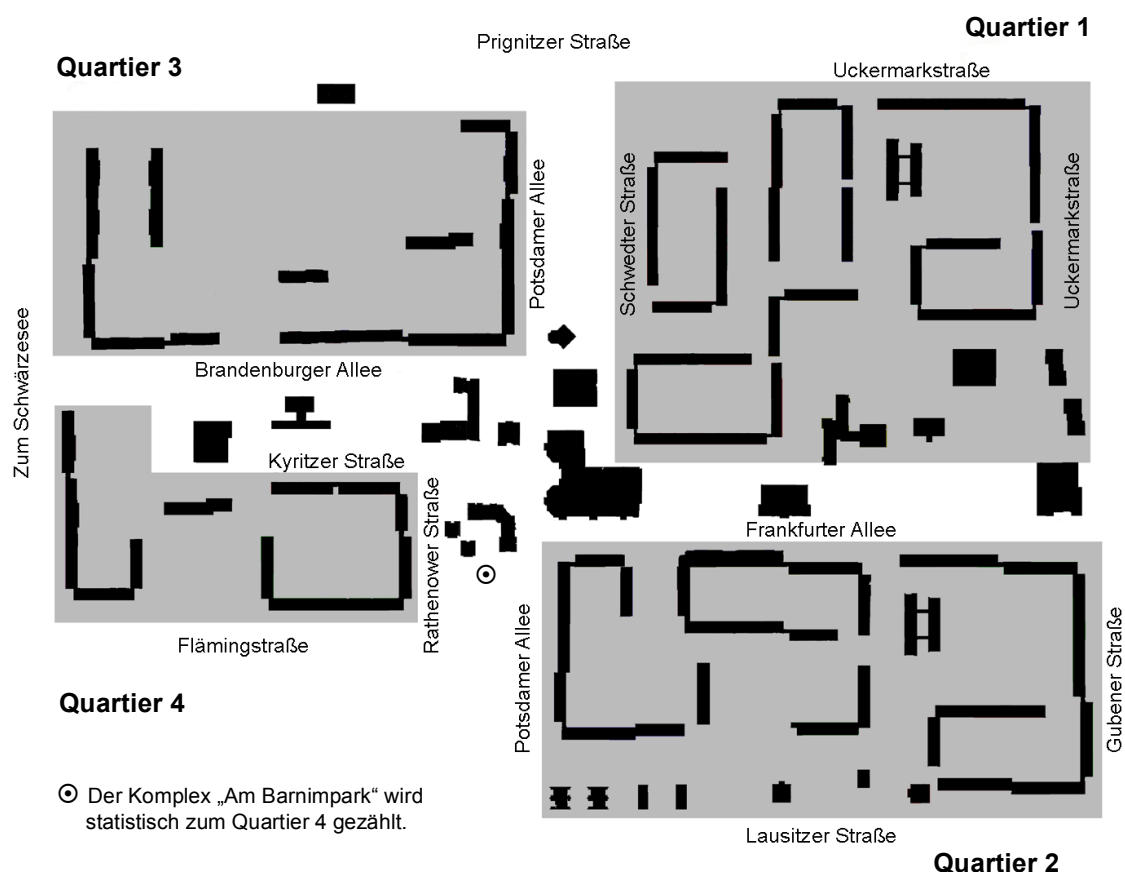 Quartier 1
Prignitzer Straße
Quartier 3
Uckermarkstraße
Schwedter Straße
Uckermarkstraße
Potsdamer Allee
Zum Schwärzesee
Brandenburger Allee
Kyritzer Straße
Rathenower Straße
Frankfurter Allee
Flämingstraße
Potsdamer Allee
Gubener Straße
Quartier 4
Der Komplex „Am Barnimpark“ wird
statistisch zum Quartier 4 gezählt.
Lausitzer Straße
Quartier 2